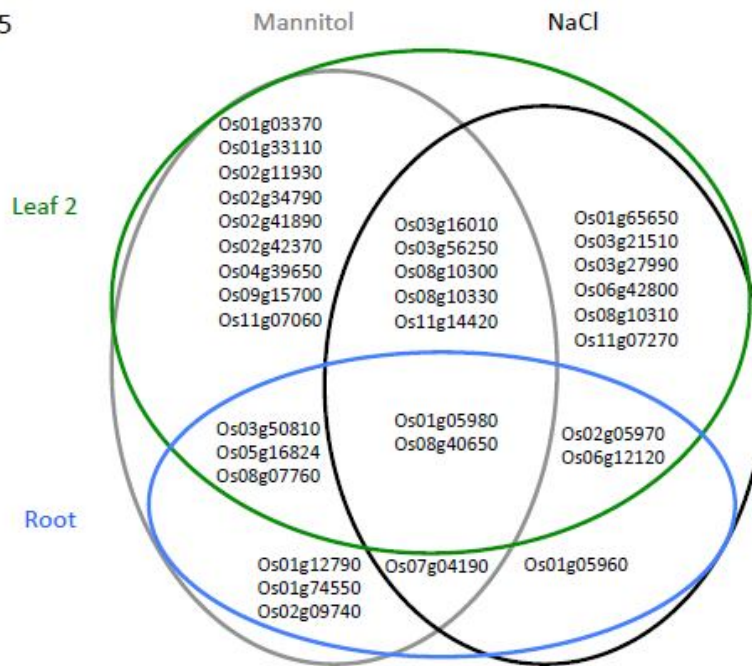 5
Mannitol
NaCl
Leaf 2
Os01g03370
Os01g33110
Os02g11930
Os02g34790
Os02g41890
Os02g42370
Os04g39650
Os09g15700
Os11g07060
Os03g16010
Os03g56250
Os08g10300
Os08g10330
Os11g14420
Os01g65650
Os03g21510
Os03g27990
Os06g42800
Os08g10310
Os11g07270
Os03g50810
Os05g16824
Os08g07760
Os01g05980
Os08g40650
Os02g05970
Os06g12120
Root
Os01g12790
Os01g74550
Os02g09740
Os07g04190
Os01g05960